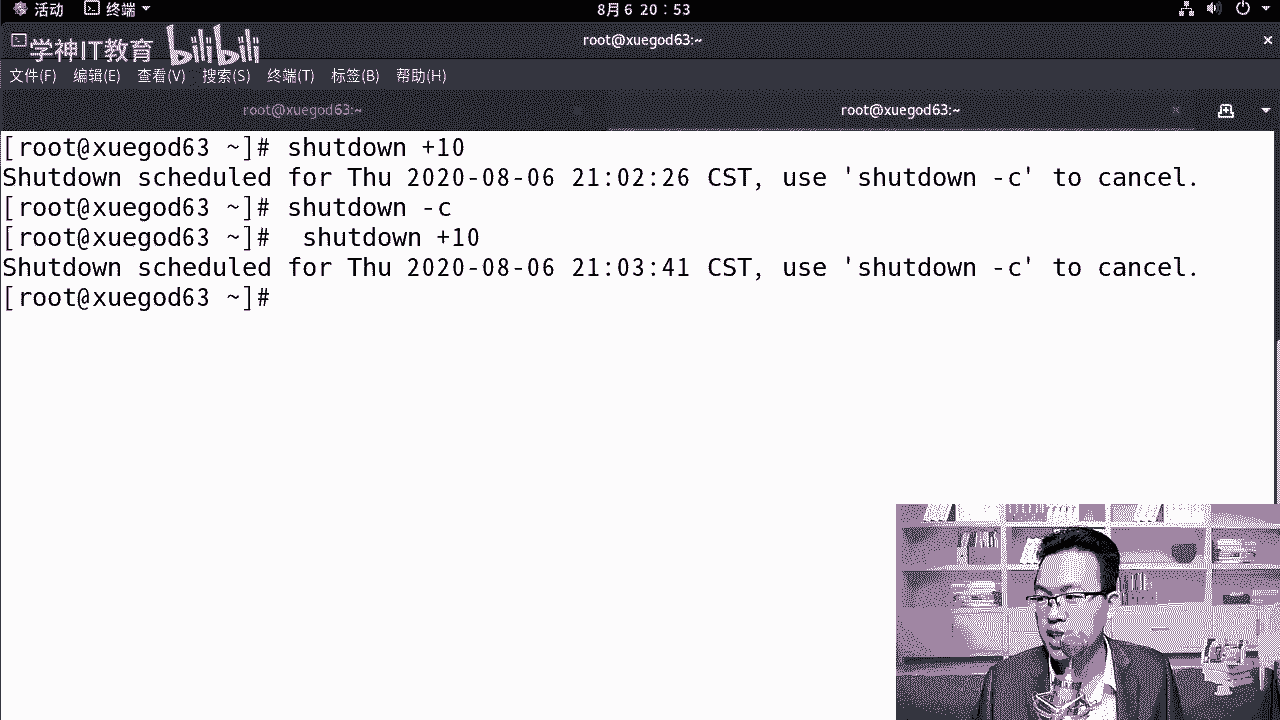 活动 终端 8月 6 20：53
学神IT教育 bilibili
root@xuegod63:~
文件(F) 编辑(E) 查看(V) 搜索(S) 终端(T) 标签(B) 帮助(H)
root@xuegod63:~ root@xuegod63:~
[root@xuegod63 ~]# shutdown +10
Shutdown scheduled for Thu 2020-08-06 21:02:26 CST, use 'shutdown -c' to cancel.
[root@xuegod63 ~]# shutdown -c
[root@xuegod63 ~]#  shutdown +10
Shutdown scheduled for Thu 2020-08-06 21:03:41 CST, use 'shutdown -c' to cancel.
[root@xuegod63 ~]#